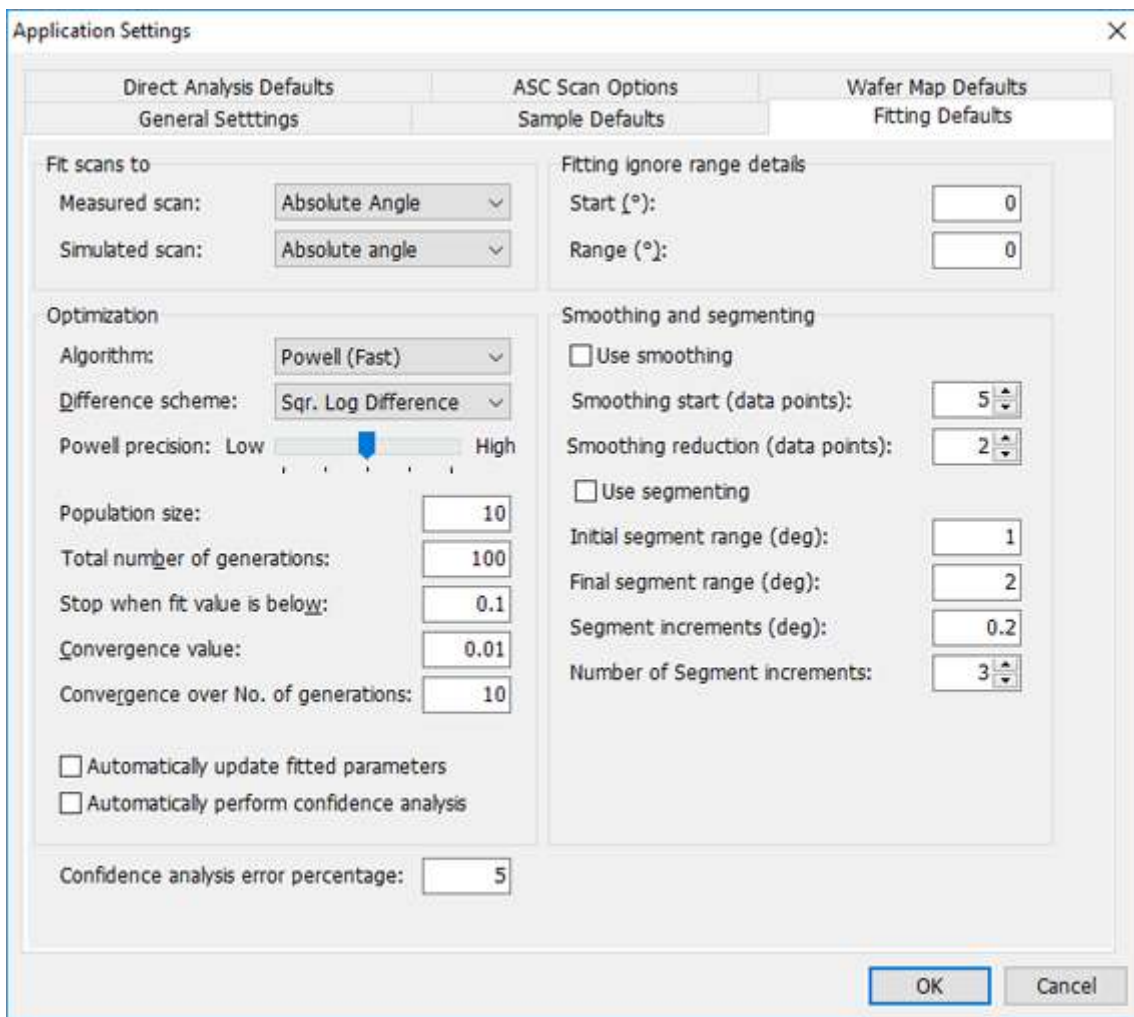 Application Settings
Direct Analysis Defaults
ASC Scan Options
Wafer Map Defaults
General Setttings
Sample Defaults
Fitting Defaults
Fit scans to
Measured scan: Absolute Angle
Simulated scan: Absolute angle
Fitting ignore range details
Start (°): 0
Range (°): 0
Optimization
Algorithm: Powell (Fast)
Difference scheme: Sqr. Log Difference
Powell precision: Low High
Population size: 10
Total number of generations: 100
Stop when fit value is below: 0.1
Convergence value: 0.01
Convergence over No. of generations: 10
Automatically update fitted parameters
Automatically perform confidence analysis
Smoothing and segmenting
Use smoothing
Smoothing start (data points): 5
Smoothing reduction (data points): 2
Use segmenting
Initial segment range (deg): 1
Final segment range (deg): 2
Segment increments (deg): 0.2
Number of Segment increments: 3
Confidence analysis error percentage: 5
OK
Cancel